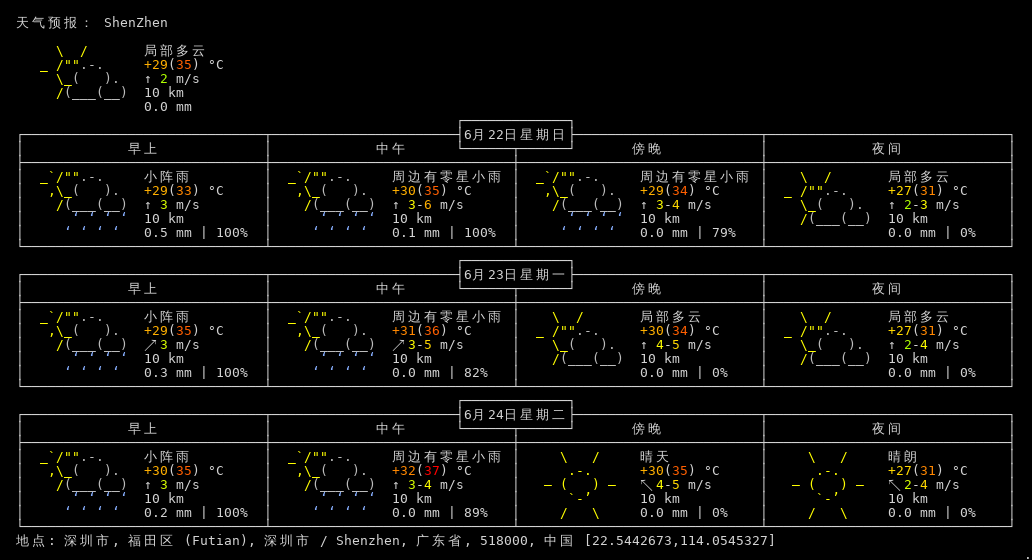 天气预报： ShenZhen
局部多云
+29(35) °C
↑ 2 m/s
10 km
0.0 mm
6月22日星期日
早上 中午 傍晚 夜间
小阵雨 周边有零星小雨 周边有零星小雨 局部多云
+29(33) °C +30(35) °C +29(34) °C +27(31) °C
↑ 3 m/s ↑ 3-6 m/s ↑ 3-4 m/s ↑ 2-3 m/s
10 km 10 km 10 km 10 km
0.5 mm | 100% 0.1 mm | 100% 0.0 mm | 79% 0.0 mm | 0%
6月23日星期一
早上 中午 傍晚 夜间
小阵雨 周边有零星小雨 局部多云 局部多云
+29(35) °C +31(36) °C +30(34) °C +27(31) °C
↗ 3 m/s ↗ 3-5 m/s ↑ 4-5 m/s ↑ 2-4 m/s
10 km 10 km 10 km 10 km
0.3 mm | 100% 0.0 mm | 82% 0.0 mm | 0% 0.0 mm | 0%
6月24日星期二
早上 中午 傍晚 夜间
小阵雨 周边有零星小雨 晴天 晴朗
+30(35) °C +32(37) °C +30(35) °C +27(31) °C
↑ 3 m/s ↑ 3-4 m/s ↖ 4-5 m/s ↖ 2-4 m/s
10 km 10 km 10 km 10 km
0.2 mm | 100% 0.0 mm | 89% 0.0 mm | 0% 0.0 mm | 0%
地点: 深圳市, 福田区 (Futian), 深圳市 / Shenzhen, 广东省, 518000, 中国 [22.5442673,114.0545327]